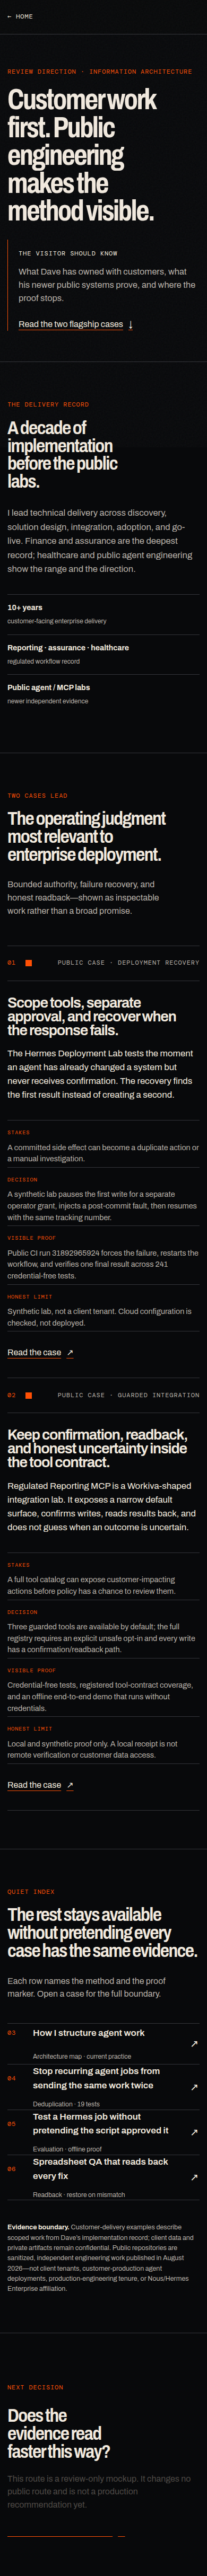 ← HOME
REVIEW DIRECTION · INFORMATION ARCHITECTURE
Customer work
first. Public
engineering
makes the
method visible.
THE VISITOR SHOULD KNOW
What Dave has owned with customers, what
his newer public systems prove, and where the
proof stops.
Read the two flagship cases ↓
THE DELIVERY RECORD
A decade of
implementation
before the public
labs.
I lead technical delivery across discovery,
solution design, integration, adoption, and go-
live. Finance and assurance are the deepest
record; healthcare and public agent engineering
show the range and the direction.
10+ years
customer-facing enterprise delivery
Reporting · assurance · healthcare
regulated workflow record
Public agent / MCP labs
newer independent evidence
TWO CASES LEAD
The operating judgment
most relevant to
enterprise deployment.
Bounded authority, failure recovery, and
honest readback—shown as inspectable
work rather than a broad promise.
01 PUBLIC CASE · DEPLOYMENT RECOVERY
Scope tools, separate
approval, and recover when
the response fails.
The Hermes Deployment Lab tests the moment
an agent has already changed a system but
never receives confirmation. The recovery finds
the first result instead of creating a second.
STAKES
A committed side effect can become a duplicate action or
a manual investigation.
DECISION
A synthetic lab pauses the first write for a separate
operator grant, injects a post-commit fault, then resumes
with the same tracking number.
VISIBLE PROOF
Public CI run 31892965924 forces the failure, restarts the
workflow, and verifies one final result across 241
credential-free tests.
HONEST LIMIT
Synthetic lab, not a client tenant. Cloud configuration is
checked, not deployed.
Read the case ↗
02 PUBLIC CASE · GUARDED INTEGRATION
Keep confirmation, readback,
and honest uncertainty inside
the tool contract.
Regulated Reporting MCP is a Workiva-shaped
integration lab. It exposes a narrow default
surface, confirms writes, reads results back, and
does not guess when an outcome is uncertain.
STAKES
A full tool catalog can expose customer-impacting
actions before policy has a chance to review them.
DECISION
Three guarded tools are available by default; the full
registry requires an explicit unsafe opt-in and every write
has a confirmation/readback path.
VISIBLE PROOF
Credential-free tests, registered tool-contract coverage,
and an offline end-to-end demo that runs without
credentials.
HONEST LIMIT
Local and synthetic proof only. A local receipt is not
remote verification or customer data access.
Read the case ↗
QUIET INDEX
The rest stays available
without pretending every
case has the same evidence.
Each row names the method and the proof
marker. Open a case for the full boundary.
03 How I structure agent work ↗
Architecture map · current practice
04 Stop recurring agent jobs from
sending the same work twice ↗
Deduplication · 19 tests
05 Test a Hermes job without
pretending the script approved it ↗
Evaluation · offline proof
06 Spreadsheet QA that reads back
every fix ↗
Readback · restore on mismatch
Evidence boundary. Customer-delivery examples describe
scoped work from Dave's implementation record; client data and
private artifacts remain confidential. Public repositories are
sanitized, independent engineering work published in August
2026—not client tenants, customer-production agent
deployments, production-engineering tenure, or Nous/Hermes
Enterprise affiliation.
NEXT DECISION
Does the
evidence read
faster this way?
This route is a review-only mockup. It changes no
public route and is not a production
recommendation yet.